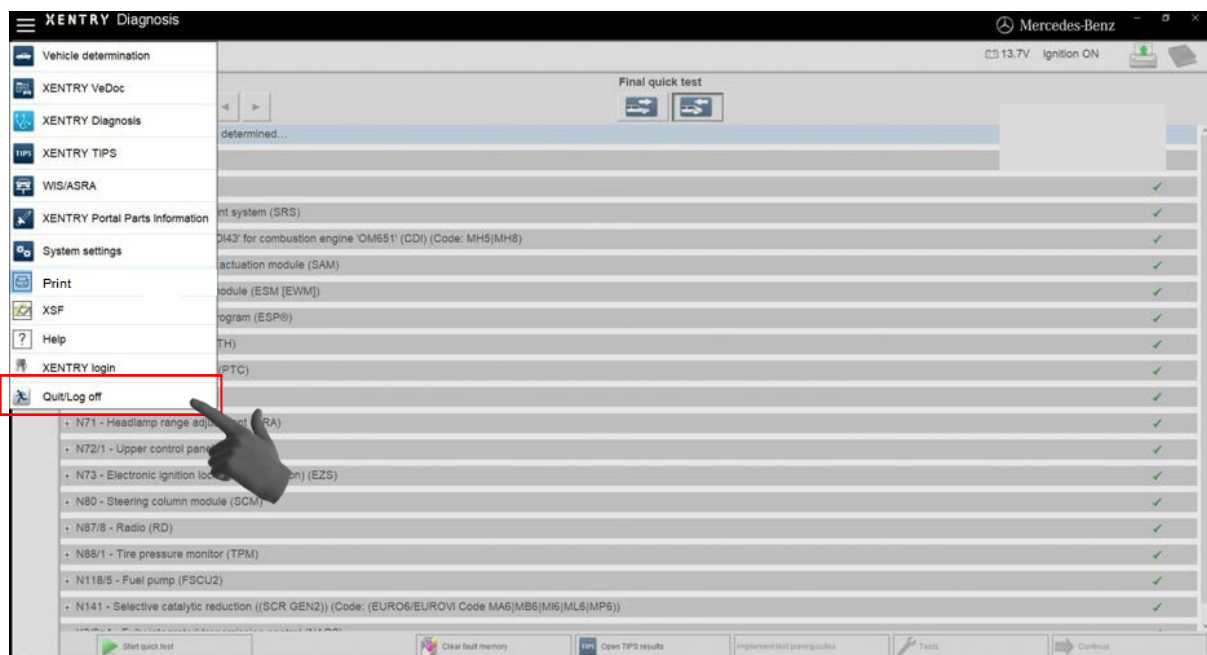 XENTRY Diagnosis
Mercedes-Benz
Vehicle determination
13.7V Ignition ON
XENTRY VeDoc
Final quick test
XENTRY Diagnosis
determined...
XENTRY TIPS
WIS/ASRA
XENTRY Portal Parts Information
nt system (SRS)
DI43' for combustion engine 'OM651' (CDI) (Code: MH5|MH8)
System settings
actuation module (SAM)
Print
nodule (ESM [EWM])
XSF
rogram (ESP®)
? Help
TH)
XENTRY login
/PTC)
Quit/Log off
+ N71 - Headlamp range RA)
+ N72/1 - Upper control
+ N73 - Electronic ignition on) (EZS)
+ N80 - Steering column module (SCM)
+ N87/8 - Radio (RD)
+ N88/1 - Tire pressure monitor (TPM)
+ N118/5 - Fuel pump (FSCU2)
+ N141 - Selective catalytic reduction ((SCR GEN2)) (Code: (EURO6/EUROVI Code MA6|MB6|MI6|ML6|MP6))
Start quick test
Clear fault memory
TIPS Open TIPS results
Implement test prerequisites
Tests
Continue